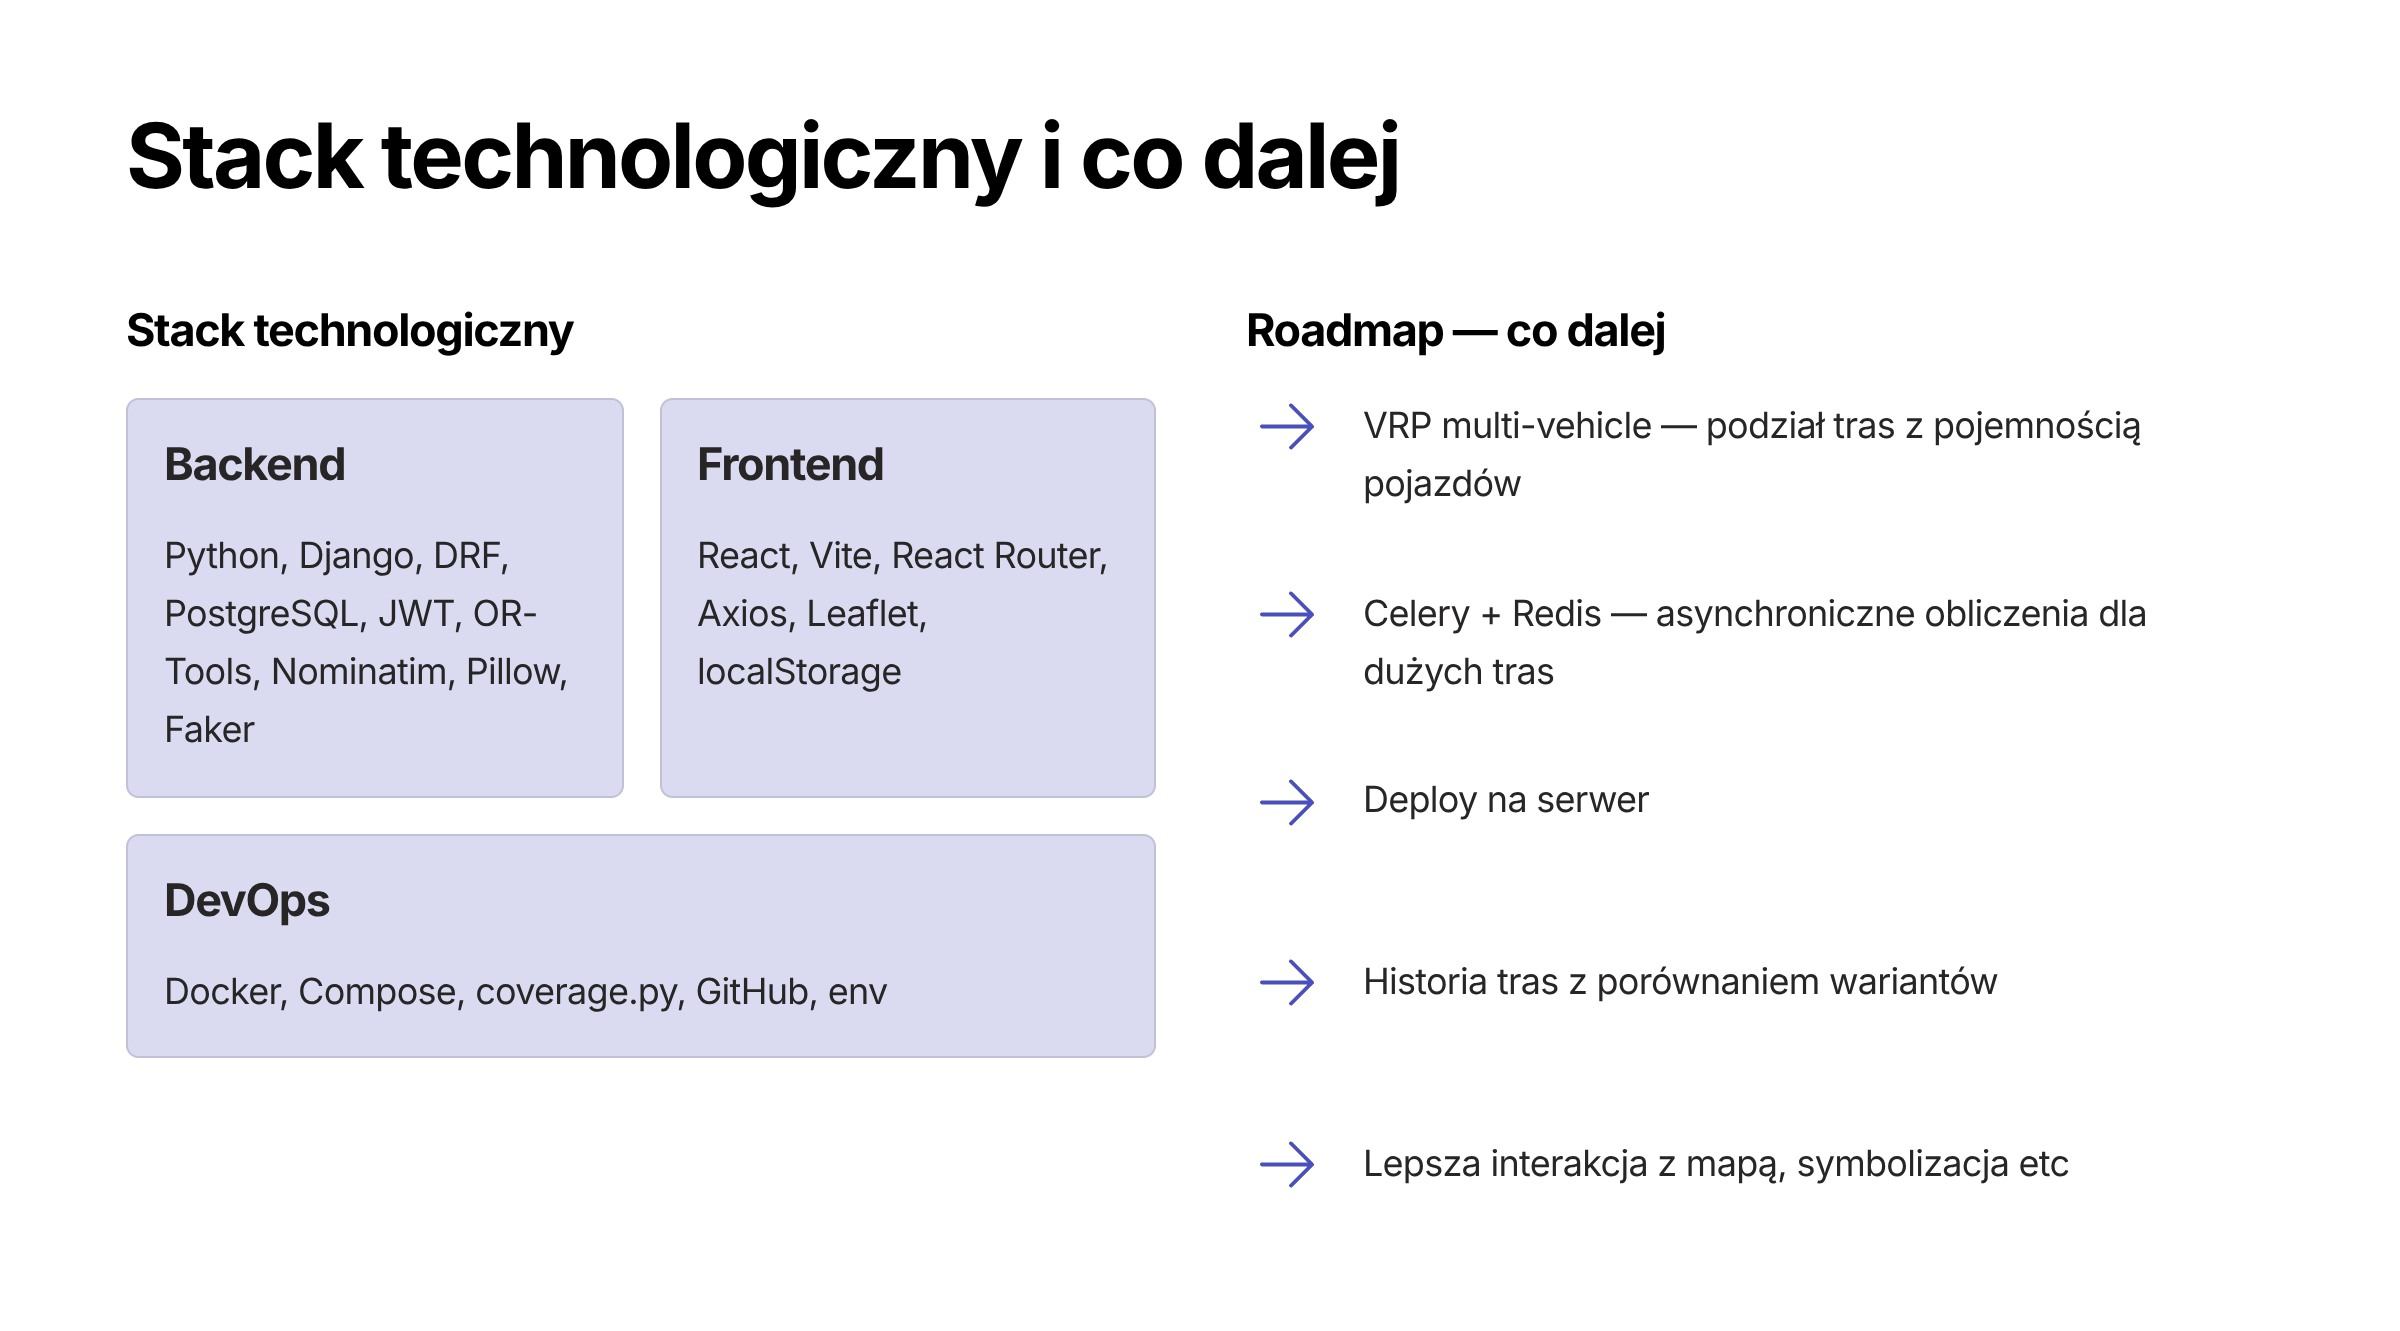 Stack technologiczny i co dalej
Stack technologiczny
Backend
Python, Django, DRF,
PostgreSQL, JWT, OR-
Tools, Nominatim, Pillow,
Faker
Frontend
React, Vite, React Router,
Axios, Leaflet,
localStorage
DevOps
Docker, Compose, coverage.py, GitHub, env
Roadmap — co dalej
VRP multi-vehicle — podział tras z pojemnością
pojazdów
Celery + Redis — asynchroniczne obliczenia dla
dużych tras
Deploy na serwer
Historia tras z porównaniem wariantów
Lepsza interakcja z mapą, symbolizacja etc